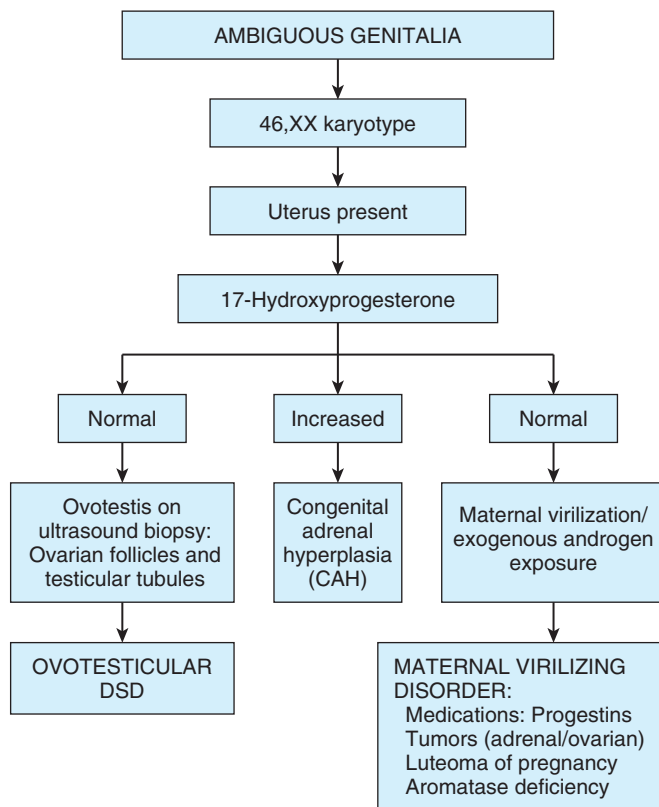 AMBIGUOUS GENITALIA
46,XX karyotype
Uterus present
17-Hydroxyprogesterone
Normal
Increased
Normal
Ovotestis on
ultrasound biopsy:
Ovarian follicles and
testicular tubules
Congenital
adrenal
hyperplasia
(CAH)
Maternal virilization/
exogenous androgen
exposure
OVOTESTICULAR
DSD
MATERNAL VIRILIZING
DISORDER:
Medications: Progestins
Tumors (adrenal/ovarian)
Luteoma of pregnancy
Aromatase deficiency